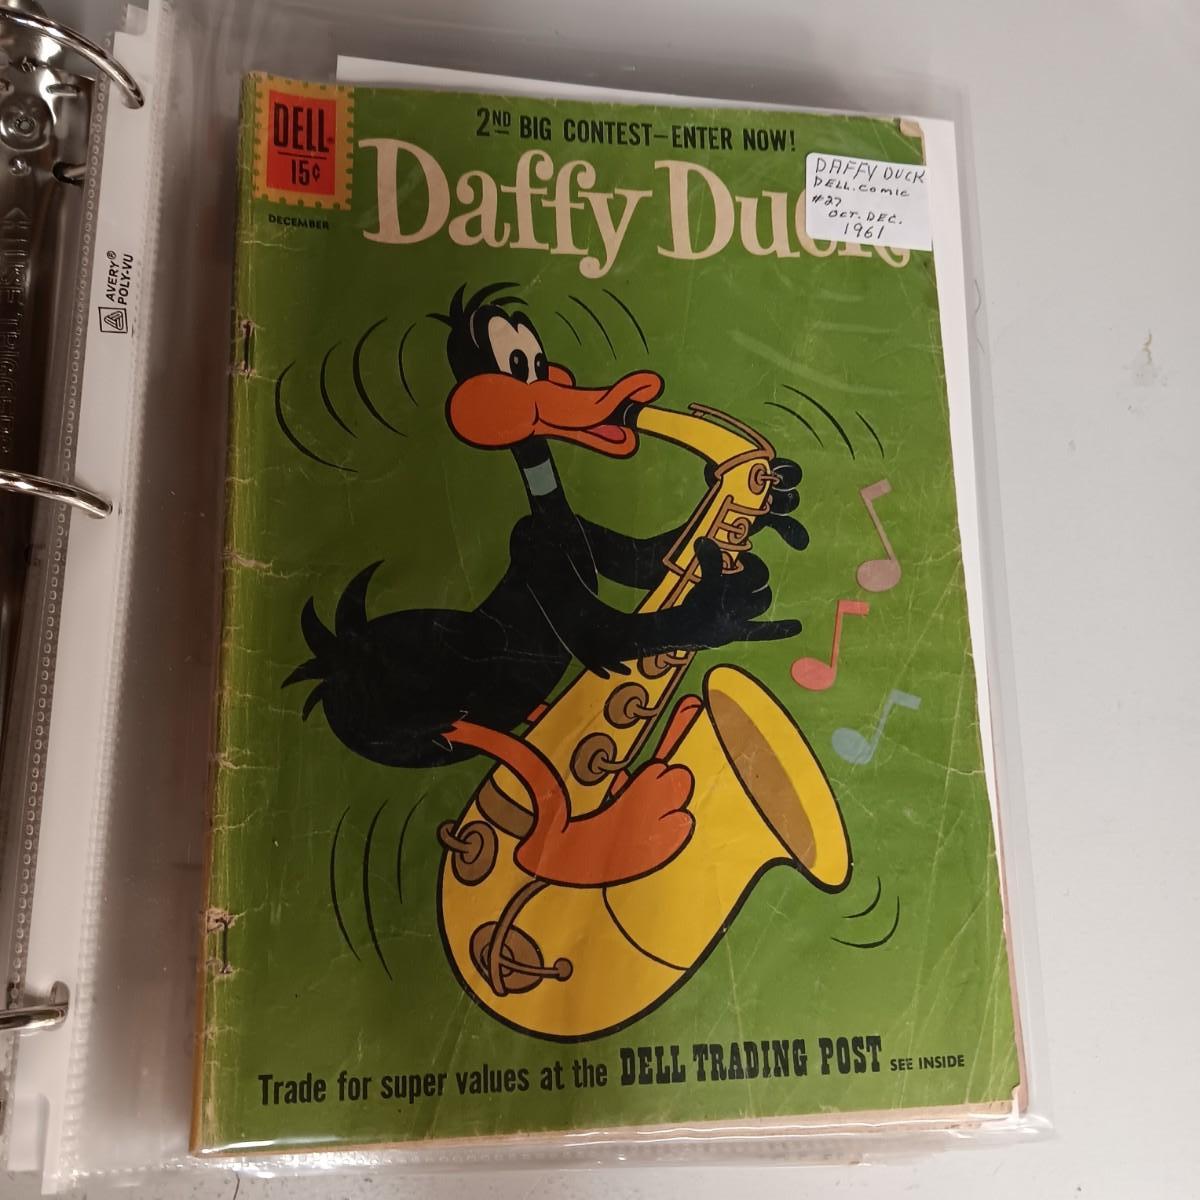 2ND BIG CONTEST—ENTER NOW!
DELL
15¢
DECEMBER
Daffy Duck
DAFFY DUCK
DELL.comic
#27
OCT. DEC.
1961
AVERY®
POLY-VU
Trade for super values at the DELL TRADING POST SEE INSIDE